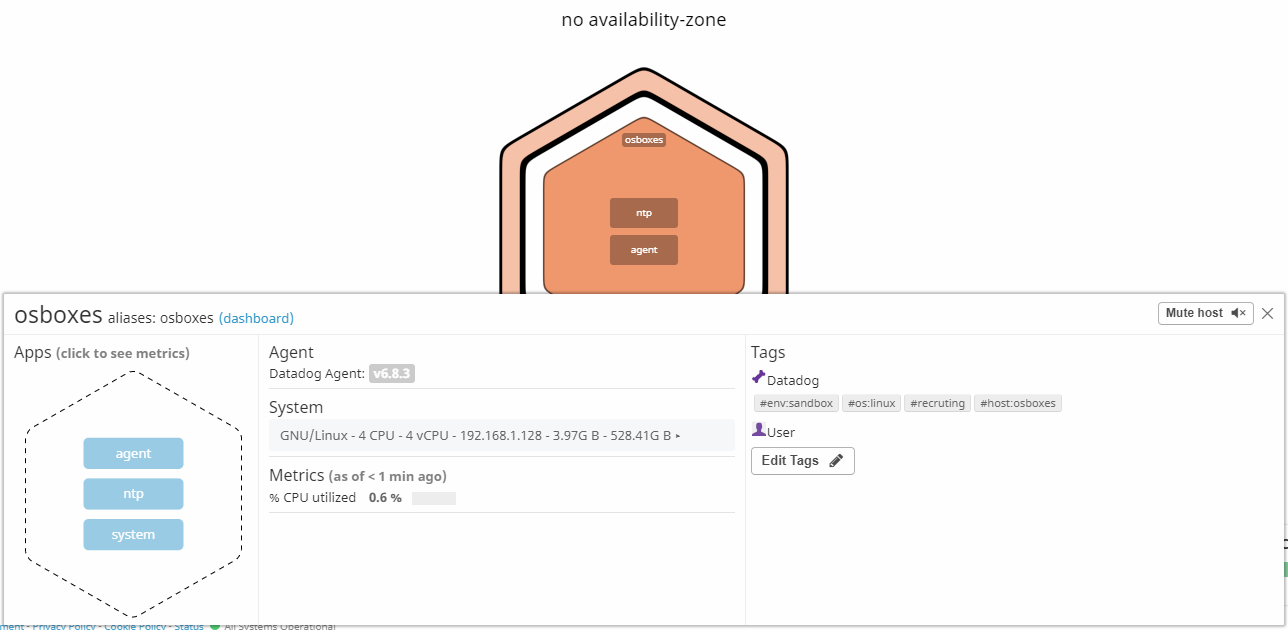 no availability-zone
osboxes
ntp
agent
osboxes aliases: osboxes (dashboard)
Mute host
Apps (click to see metrics)
agent
ntp
system
Agent
Datadog Agent: v6.8.3
System
GNU/Linux - 4 CPU - 4 vCPU - 192.168.1.128 - 3.97G B - 528.41G B ▸
Metrics (as of < 1 min ago)
% CPU utilized 0.6 %
Tags
Datadog
#env:sandbox #os:linux #recruting #host:osboxes
User
Edit Tags
Privacy Policy - Cookie Policy - Status All Systems Operational